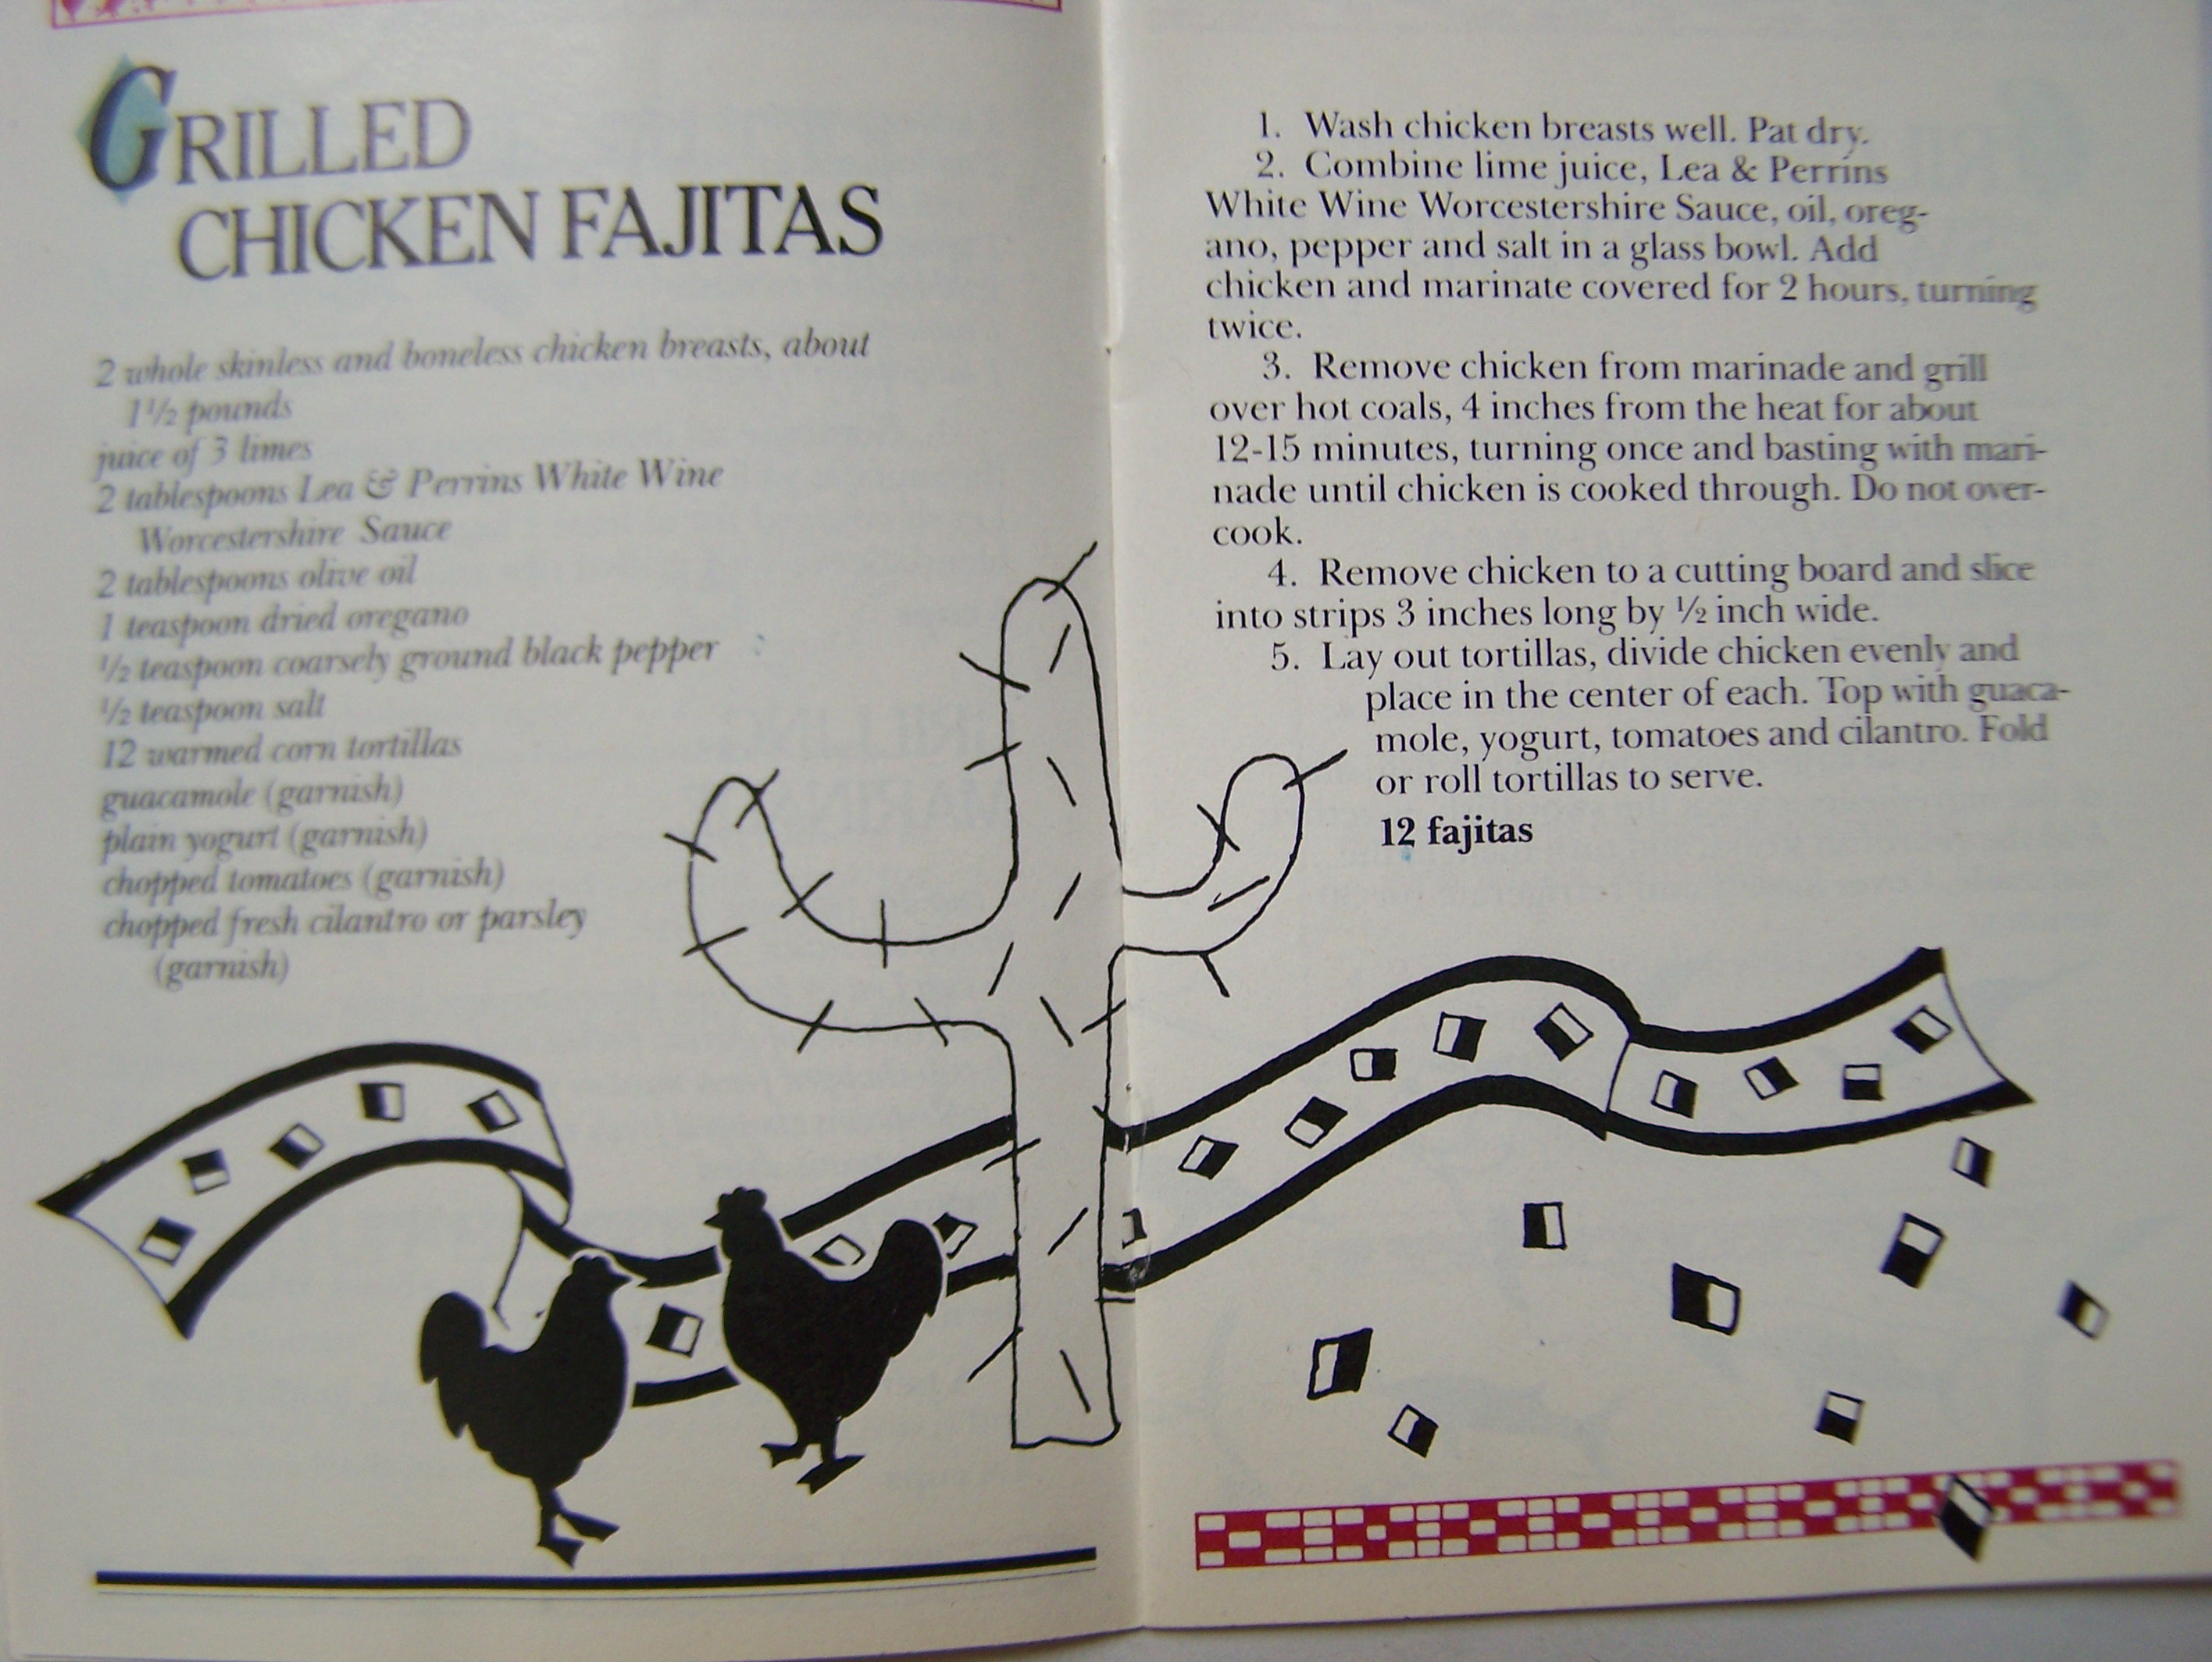 GRILLED
CHICKEN FAJITAS
2 whole skinless and boneless chicken breasts, about
1½ pounds
juice of 3 limes
2 tablespoons Lea & Perrins White Wine
Worcestershire Sauce
2 tablespoons olive oil
1 teaspoon dried oregano
½ teaspoon coarsely ground black pepper
½ teaspoon salt
12 warmed corn tortillas
guacamole (garnish)
plain yogurt (garnish)
chopped tomatoes (garnish)
chopped fresh cilantro or parsley
(garnish)
1. Wash chicken breasts well. Pat dry.
2. Combine lime juice, Lea & Perrins
White Wine Worcestershire Sauce, oil, oreg-
ano, pepper and salt in a glass bowl. Add
chicken and marinate covered for 2 hours, turning
twice.
3. Remove chicken from marinade and grill
over hot coals, 4 inches from the heat for about
12-15 minutes, turning once and basting with mari-
nade until chicken is cooked through. Do not over-
cook.
4. Remove chicken to a cutting board and slice
into strips 3 inches long by ½ inch wide.
5. Lay out tortillas, divide chicken evenly and
place in the center of each. Top with guaca-
mole, yogurt, tomatoes and cilantro. Fold
or roll tortillas to serve.
12 fajitas